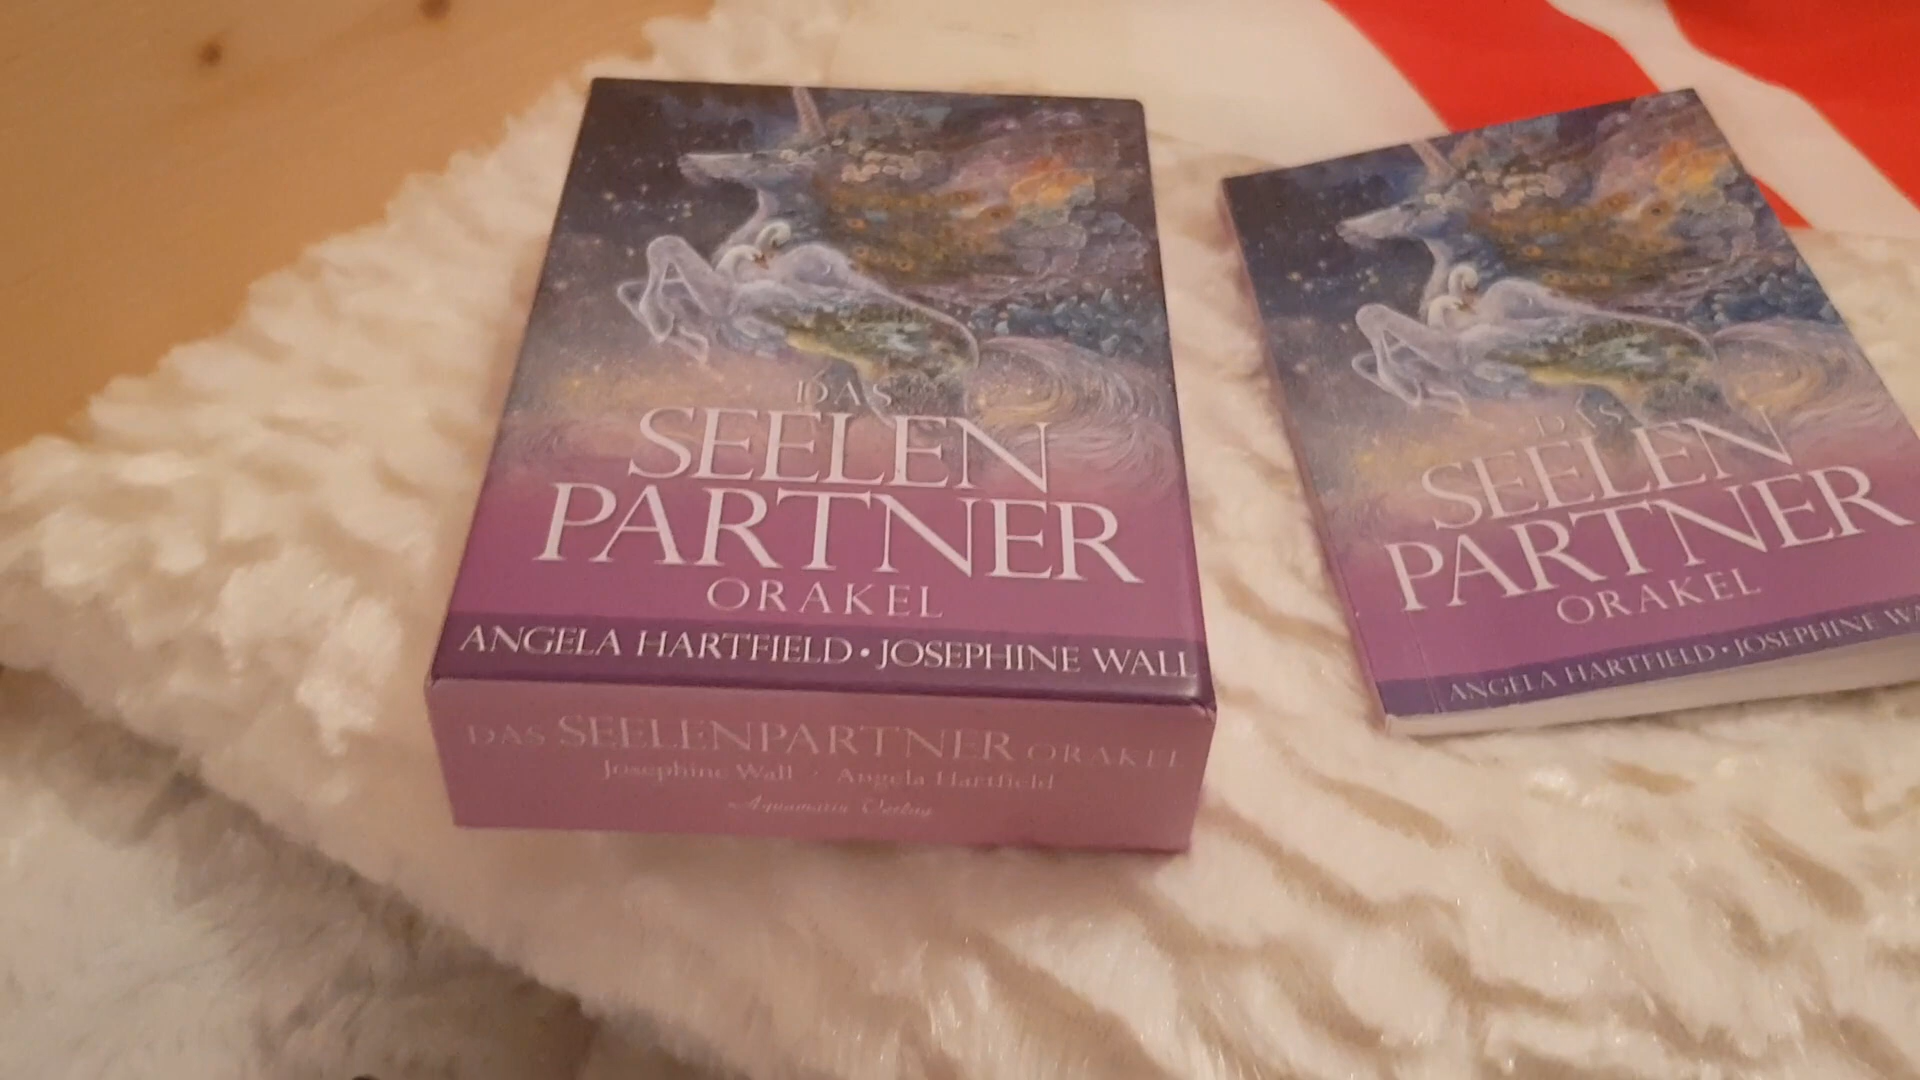 DAS
SEELEN
PARTNER
ORAKEL
ANGELA HARTFIELD • JOSEPHINE WALL
DAS SEELENPARTNER ORAKEL
Josephine Wall · Angela Hartfield
Aquamarin Verlag
DAS
SEELEN
PARTNER
ORAKEL
ANGELA HARTFIELD • JOSEPHINE WA